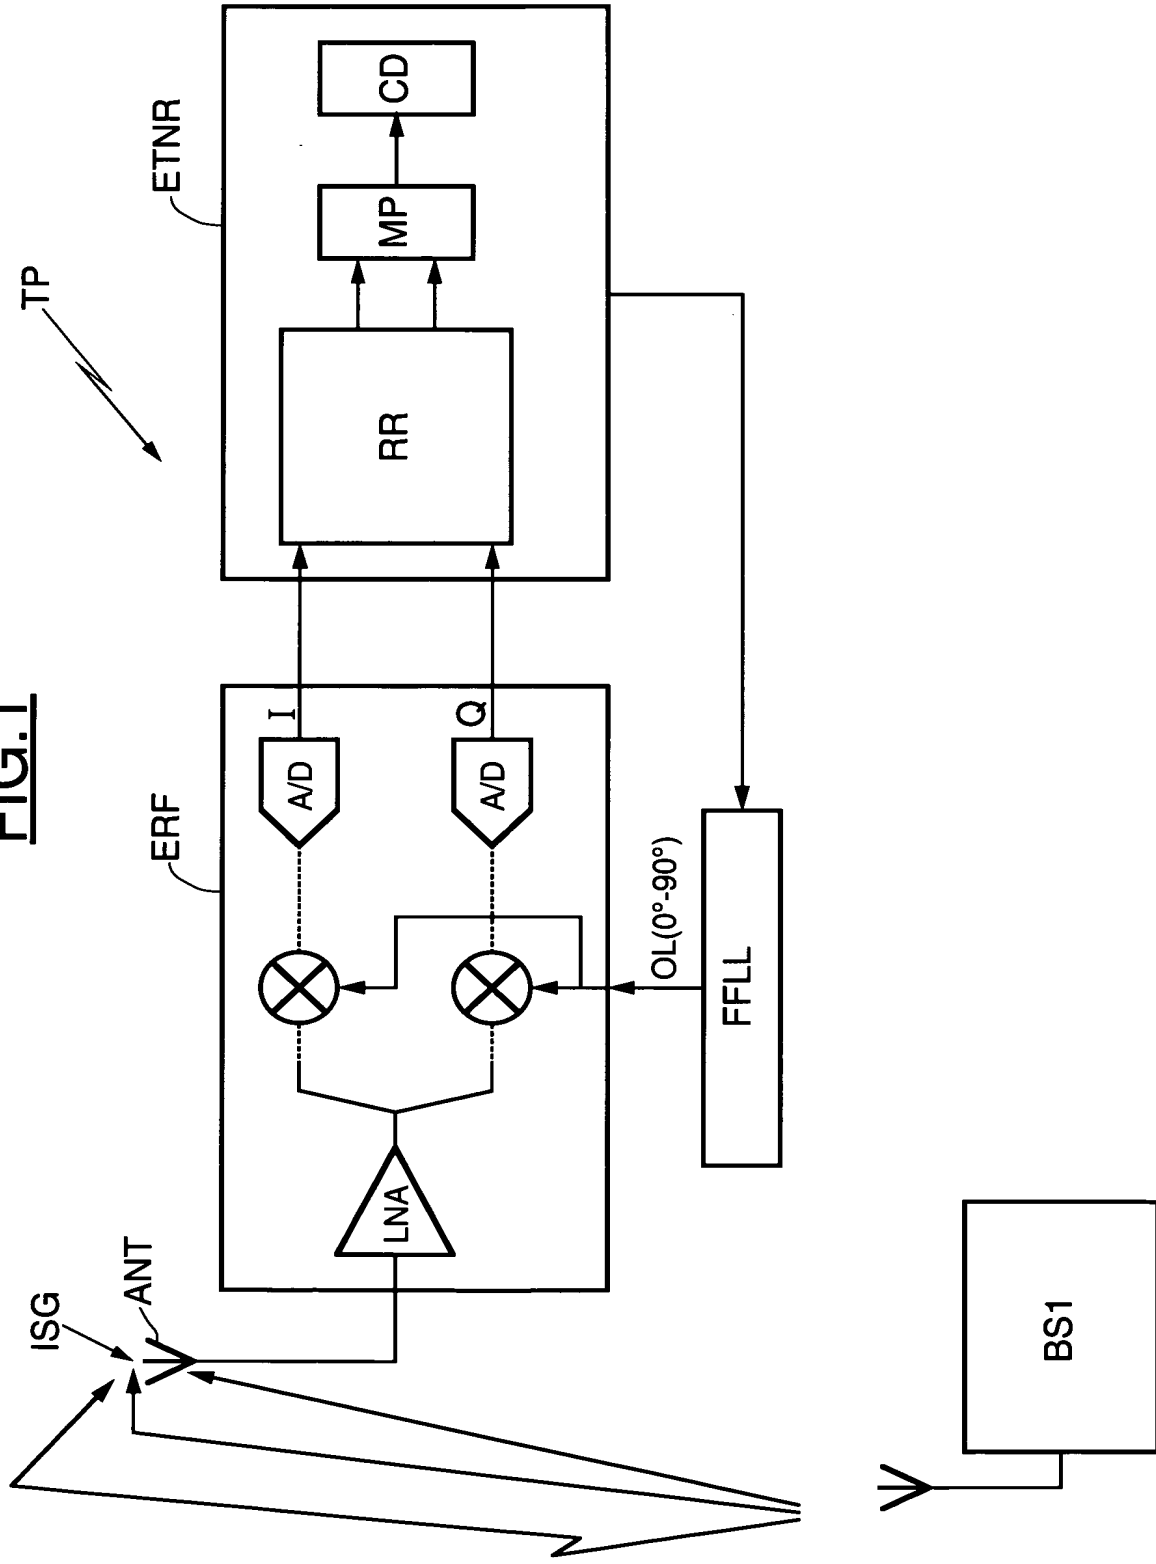 FIG.1
TP
ETNR
CD
MP
RR
ERF
I
Q
A/D
A/D
OL(0°-90°)
FFLL
LNA
ISG
ANT
BS1